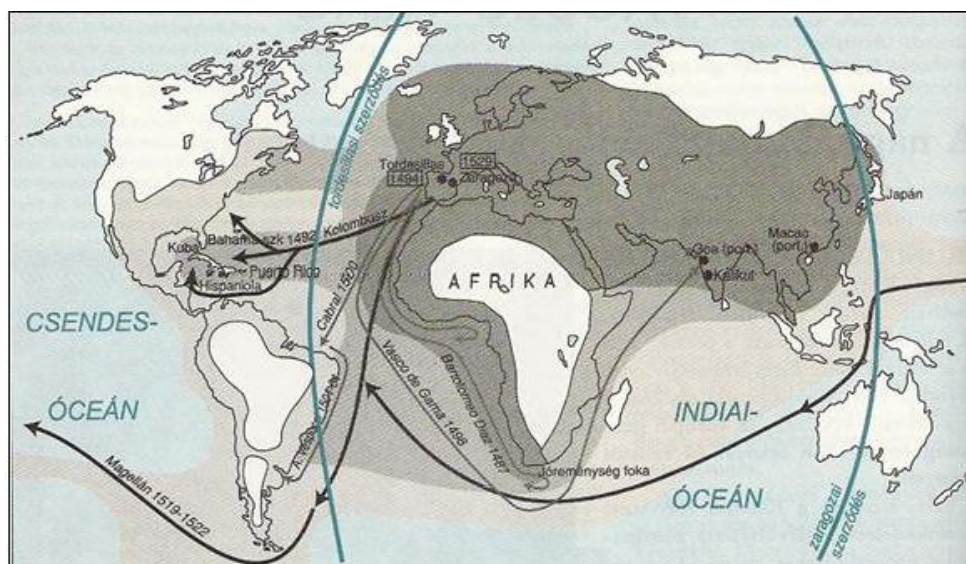 tordesillasi szerződés
Tordesillas
1494
1529
Zaragoza
Japán
Macao
(port.)
Goa (port.)
Kalikut
Bahama szk 1492 Kolombusz
Kuba
Puerto Rico
Hispaniola
AFRIKA
Cabral 1500
CSENDES-
ÓCEÁN
Vasco de Gama 1498
Bartolomeo Diaz 1487
INDIAI-
ÓCEÁN
Jóreménység foka
Magellán 1519-1522
zaragozai
szerződés